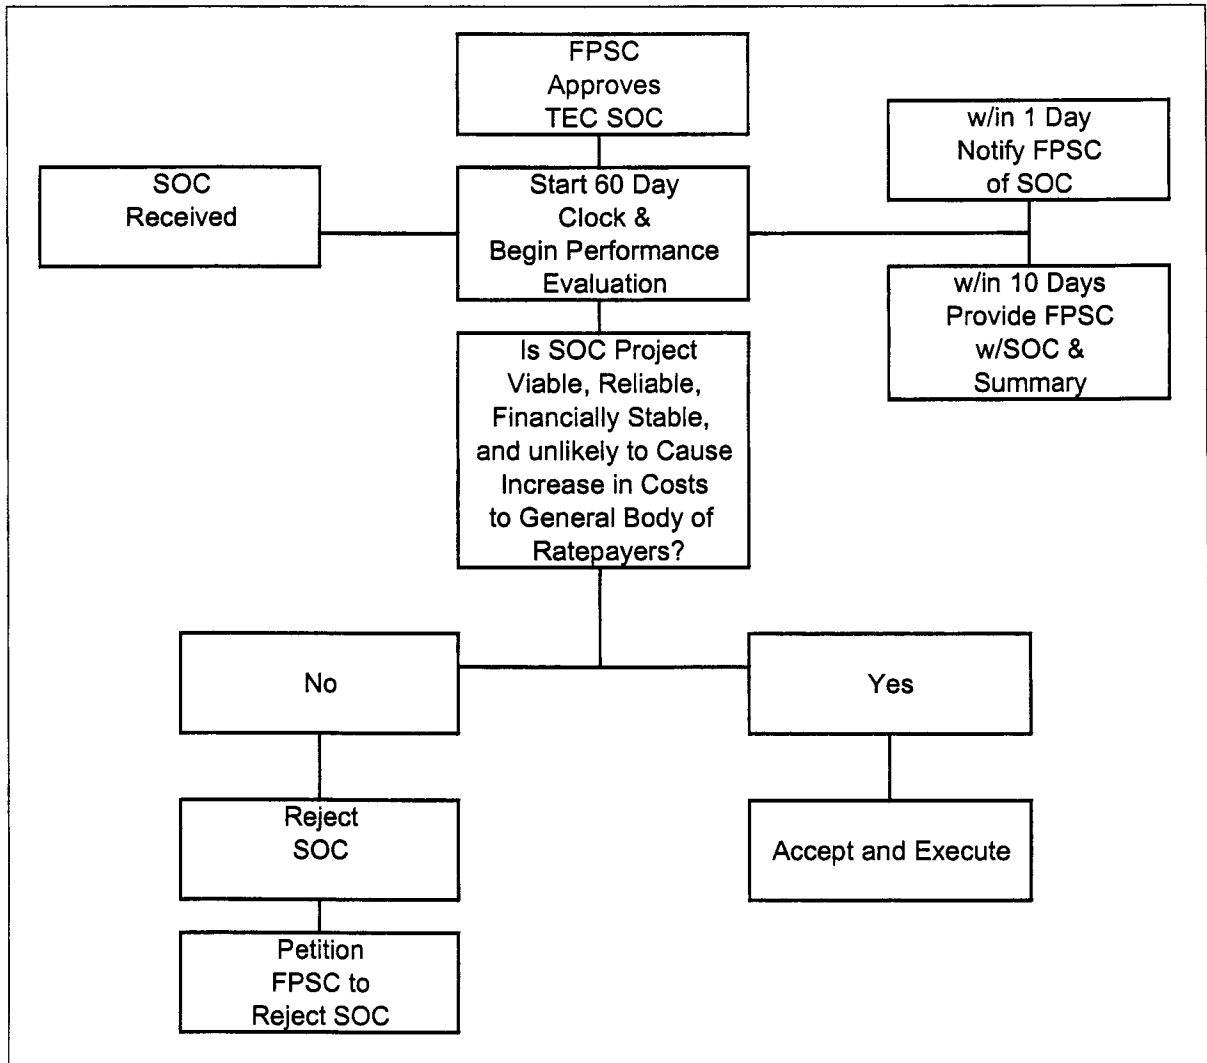 FPSC
Approves
TEC SOC
w/in 1 Day
Notify FPSC
of SOC
SOC
Received
Start 60 Day
Clock &
Begin Performance
Evaluation
w/in 10 Days
Provide FPSC
w/SOC &
Summary
Is SOC Project
Viable, Reliable,
Financially Stable,
and unlikely to Cause
Increase in Costs
to General Body of
Ratepayers?
No
Yes
Reject
SOC
Accept and Execute
Petition
FPSC to
Reject SOC